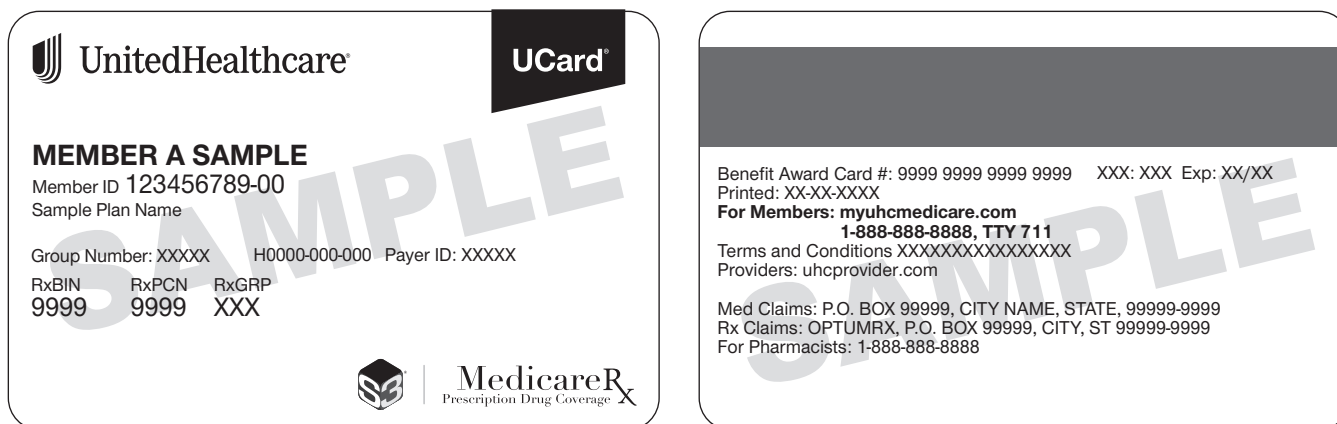 UnitedHealthcare®
UCard®
SAMPLE
MEMBER A SAMPLE
Member ID 123456789-00
Sample Plan Name
Group Number: XXXXX H0000-000-000 Payer ID: XXXXX
RxBIN RxPCN RxGRP
9999 9999 XXX
S3
MedicareRx
Prescription Drug Coverage
SAMPLE
Benefit Award Card #: 9999 9999 9999 9999 XXX: XXX Exp: XX/XX
Printed: XX-XX-XXXX
For Members: myuhcmedicare.com
1-888-888-8888, TTY 711
Terms and Conditions XXXXXXXXXXXXXXXX
Providers: uhcprovider.com
Med Claims: P.O. BOX 99999, CITY NAME, STATE, 99999-9999
Rx Claims: OPTUMRX, P.O. BOX 99999, CITY, ST 99999-9999
For Pharmacists: 1-888-888-8888